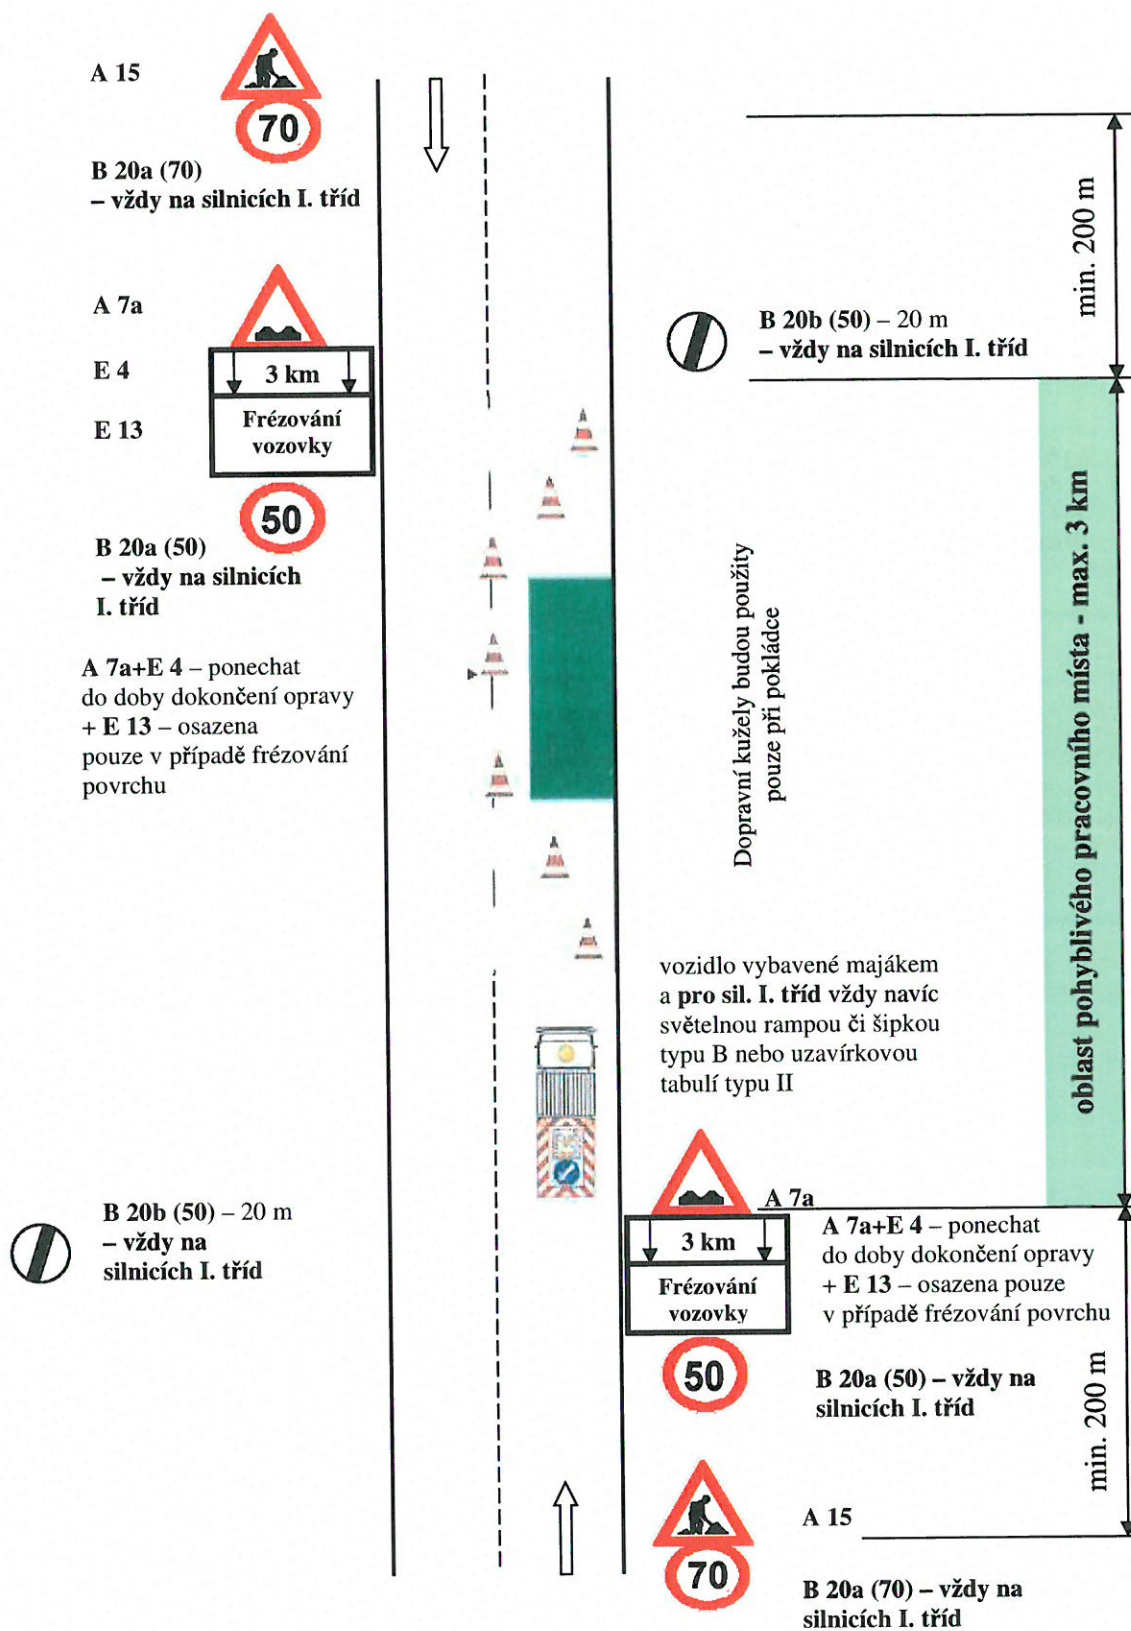 A 15
70
B 20a (70)
– vždy na silnicích I. tříd
A 7a
E 4
3 km
E 13
Frézování
vozovky
50
B 20a (50)
– vždy na silnicích
I. tříd
A 7a+E 4 – ponechat
do doby dokončení opravy
+ E 13 – osazena
pouze v případě frézování
povrchu
B 20b (50) – 20 m
– vždy na
silnicích I. tříd
min. 200 m
B 20b (50) – 20 m
– vždy na silnicích I. tříd
oblast pohyblivého pracovního místa - max. 3 km
Dopravní kužely budou použity
pouze při pokládce
vozidlo vybavené majákem
a pro sil. I. tříd vždy navíc
světelnou rampou či šipkou
typu B nebo uzavírkovou
tabulí typu II
A 7a
3 km
Frézování
vozovky
A 7a+E 4 – ponechat
do doby dokončení opravy
+ E 13 – osazena pouze
v případě frézování povrchu
50
B 20a (50) – vždy na
silnicích I. tříd
min. 200 m
A 15
70
B 20a (70) – vždy na
silnicích I. tříd